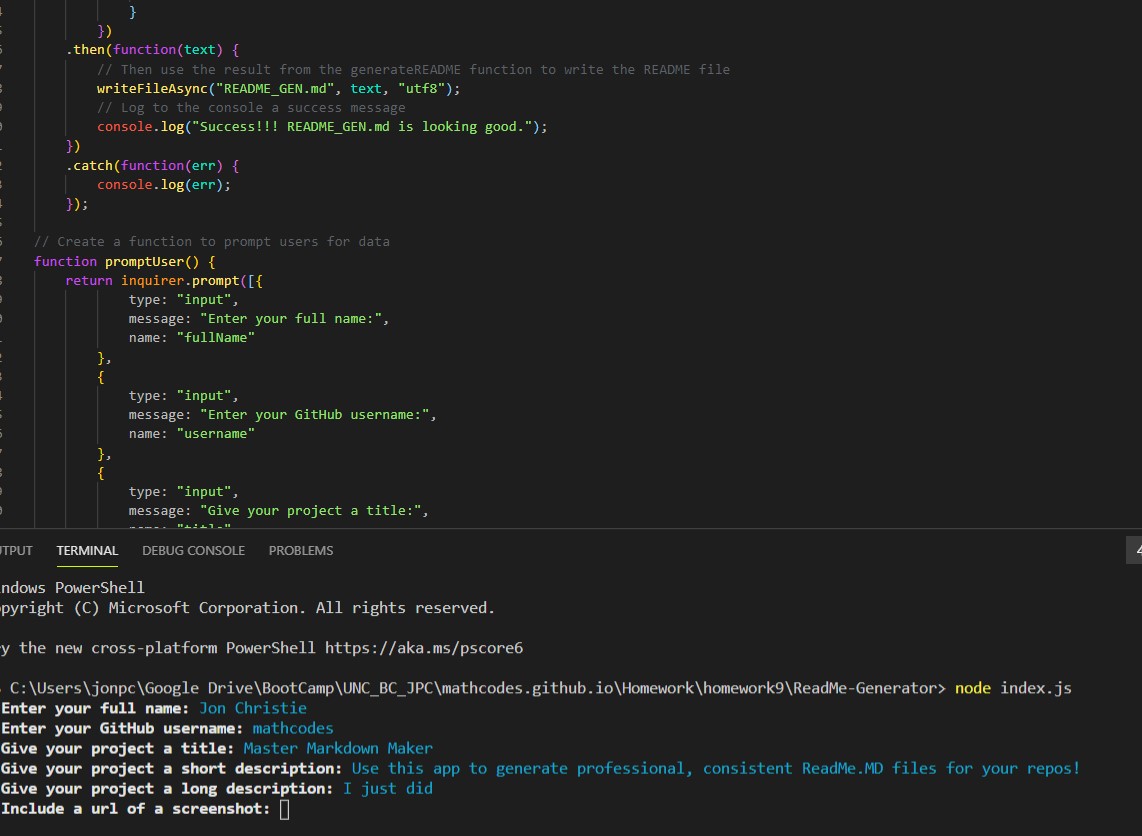 }
})
.then(function(text) {
// Then use the result from the generateREADME function to write the README file
writeFileAsync("README_GEN.md", text, "utf8");
// Log to the console a success message
console.log("Success!!! README_GEN.md is looking good.");
})
.catch(function(err) {
console.log(err);
});
// Create a function to prompt users for data
function promptUser() {
return inquirer.prompt([{
type: "input",
message: "Enter your full name:",
name: "fullName"
},
{
type: "input",
message: "Enter your GitHub username:",
name: "username"
},
{
type: "input",
message: "Give your project a title:",
name: "title"
UTPUT TERMINAL DEBUG CONSOLE PROBLEMS 4
ndows PowerShell
pyright (C) Microsoft Corporation. All rights reserved.
y the new cross-platform PowerShell https://aka.ms/pscore6
C:\Users\jonpc\Google Drive\BootCamp\UNC_BC_JPC\mathcodes.github.io\Homework\homework9\ReadMe-Generator> node index.js
Enter your full name: Jon Christie
Enter your GitHub username: mathcodes
Give your project a title: Master Markdown Maker
Give your project a short description: Use this app to generate professional, consistent ReadMe.MD files for your repos!
Give your project a long description: I just did
Include a url of a screenshot: